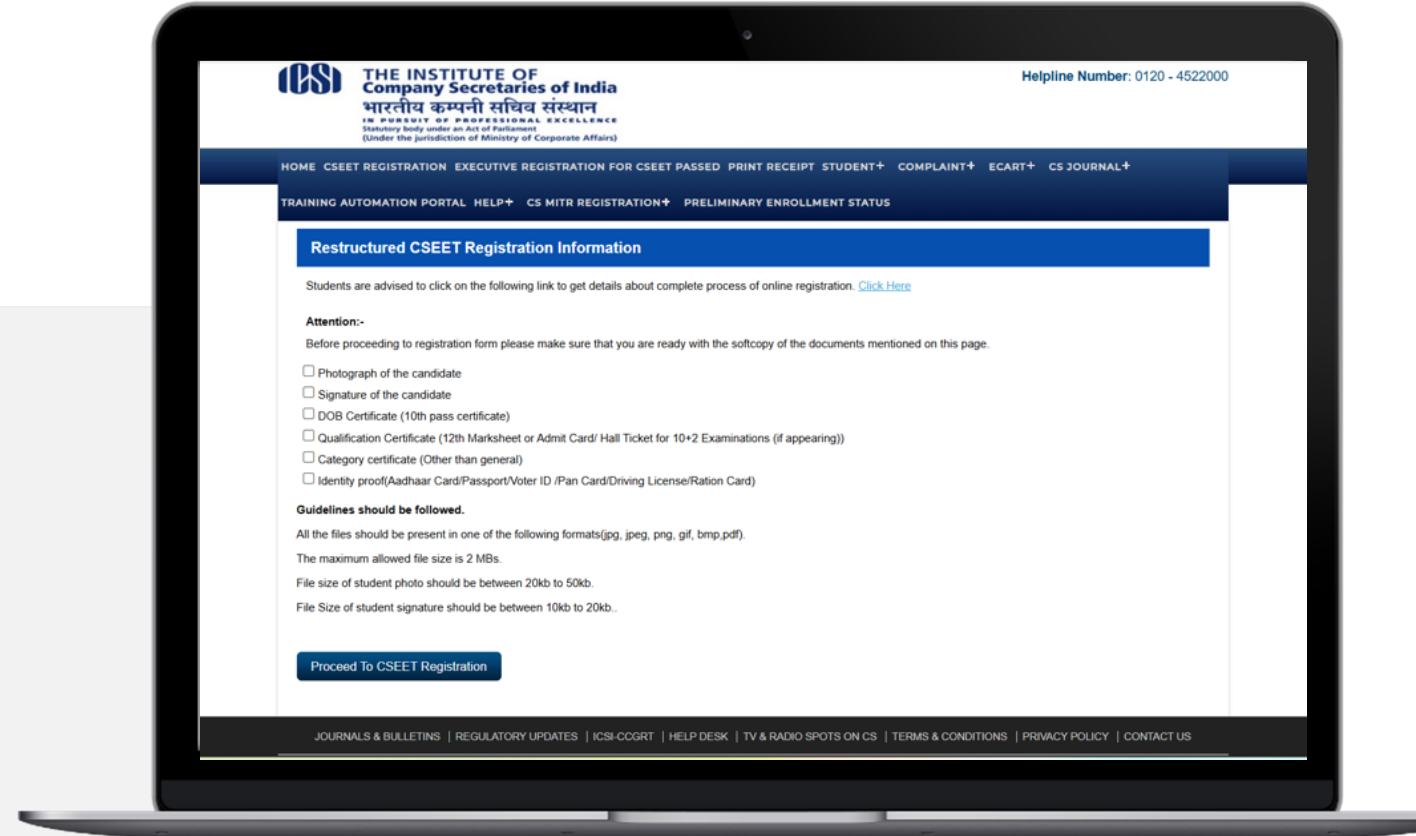 ICSI
THE INSTITUTE OF
Company Secretaries of India
भारतीय कम्पनी सचिव संस्थान
IN PURSUIT OF PROFESSIONAL EXCELLENCE
Statutory body under an Act of Parliament
(Under the jurisdiction of Ministry of Corporate Affairs)
Helpline Number: 0120 - 4522000
HOME CSEET REGISTRATION EXECUTIVE REGISTRATION FOR CSEET PASSED PRINT RECEIPT STUDENT+ COMPLAINT+ ECART+ CS JOURNAL+
TRAINING AUTOMATION PORTAL HELP+ CS MITR REGISTRATION+ PRELIMINARY ENROLLMENT STATUS
Restructured CSEET Registration Information
Students are advised to click on the following link to get details about complete process of online registration. Click Here
Attention:-
Before proceeding to registration form please make sure that you are ready with the softcopy of the documents mentioned on this page.
Photograph of the candidate
Signature of the candidate
DOB Certificate (10th pass certificate)
Qualification Certificate (12th Marksheet or Admit Card/ Hall Ticket for 10+2 Examinations (if appearing))
Category certificate (Other than general)
Identity proof(Aadhaar Card/Passport/Voter ID /Pan Card/Driving License/Ration Card)
Guidelines should be followed.
All the files should be present in one of the following formats(jpg, jpeg, png, gif, bmp,pdf).
The maximum allowed file size is 2 MBs.
File size of student photo should be between 20kb to 50kb.
File Size of student signature should be between 10kb to 20kb..
Proceed To CSEET Registration
JOURNALS & BULLETINS | REGULATORY UPDATES | ICSI-CCGRT | HELP DESK | TV & RADIO SPOTS ON CS | TERMS & CONDITIONS | PRIVACY POLICY | CONTACT US